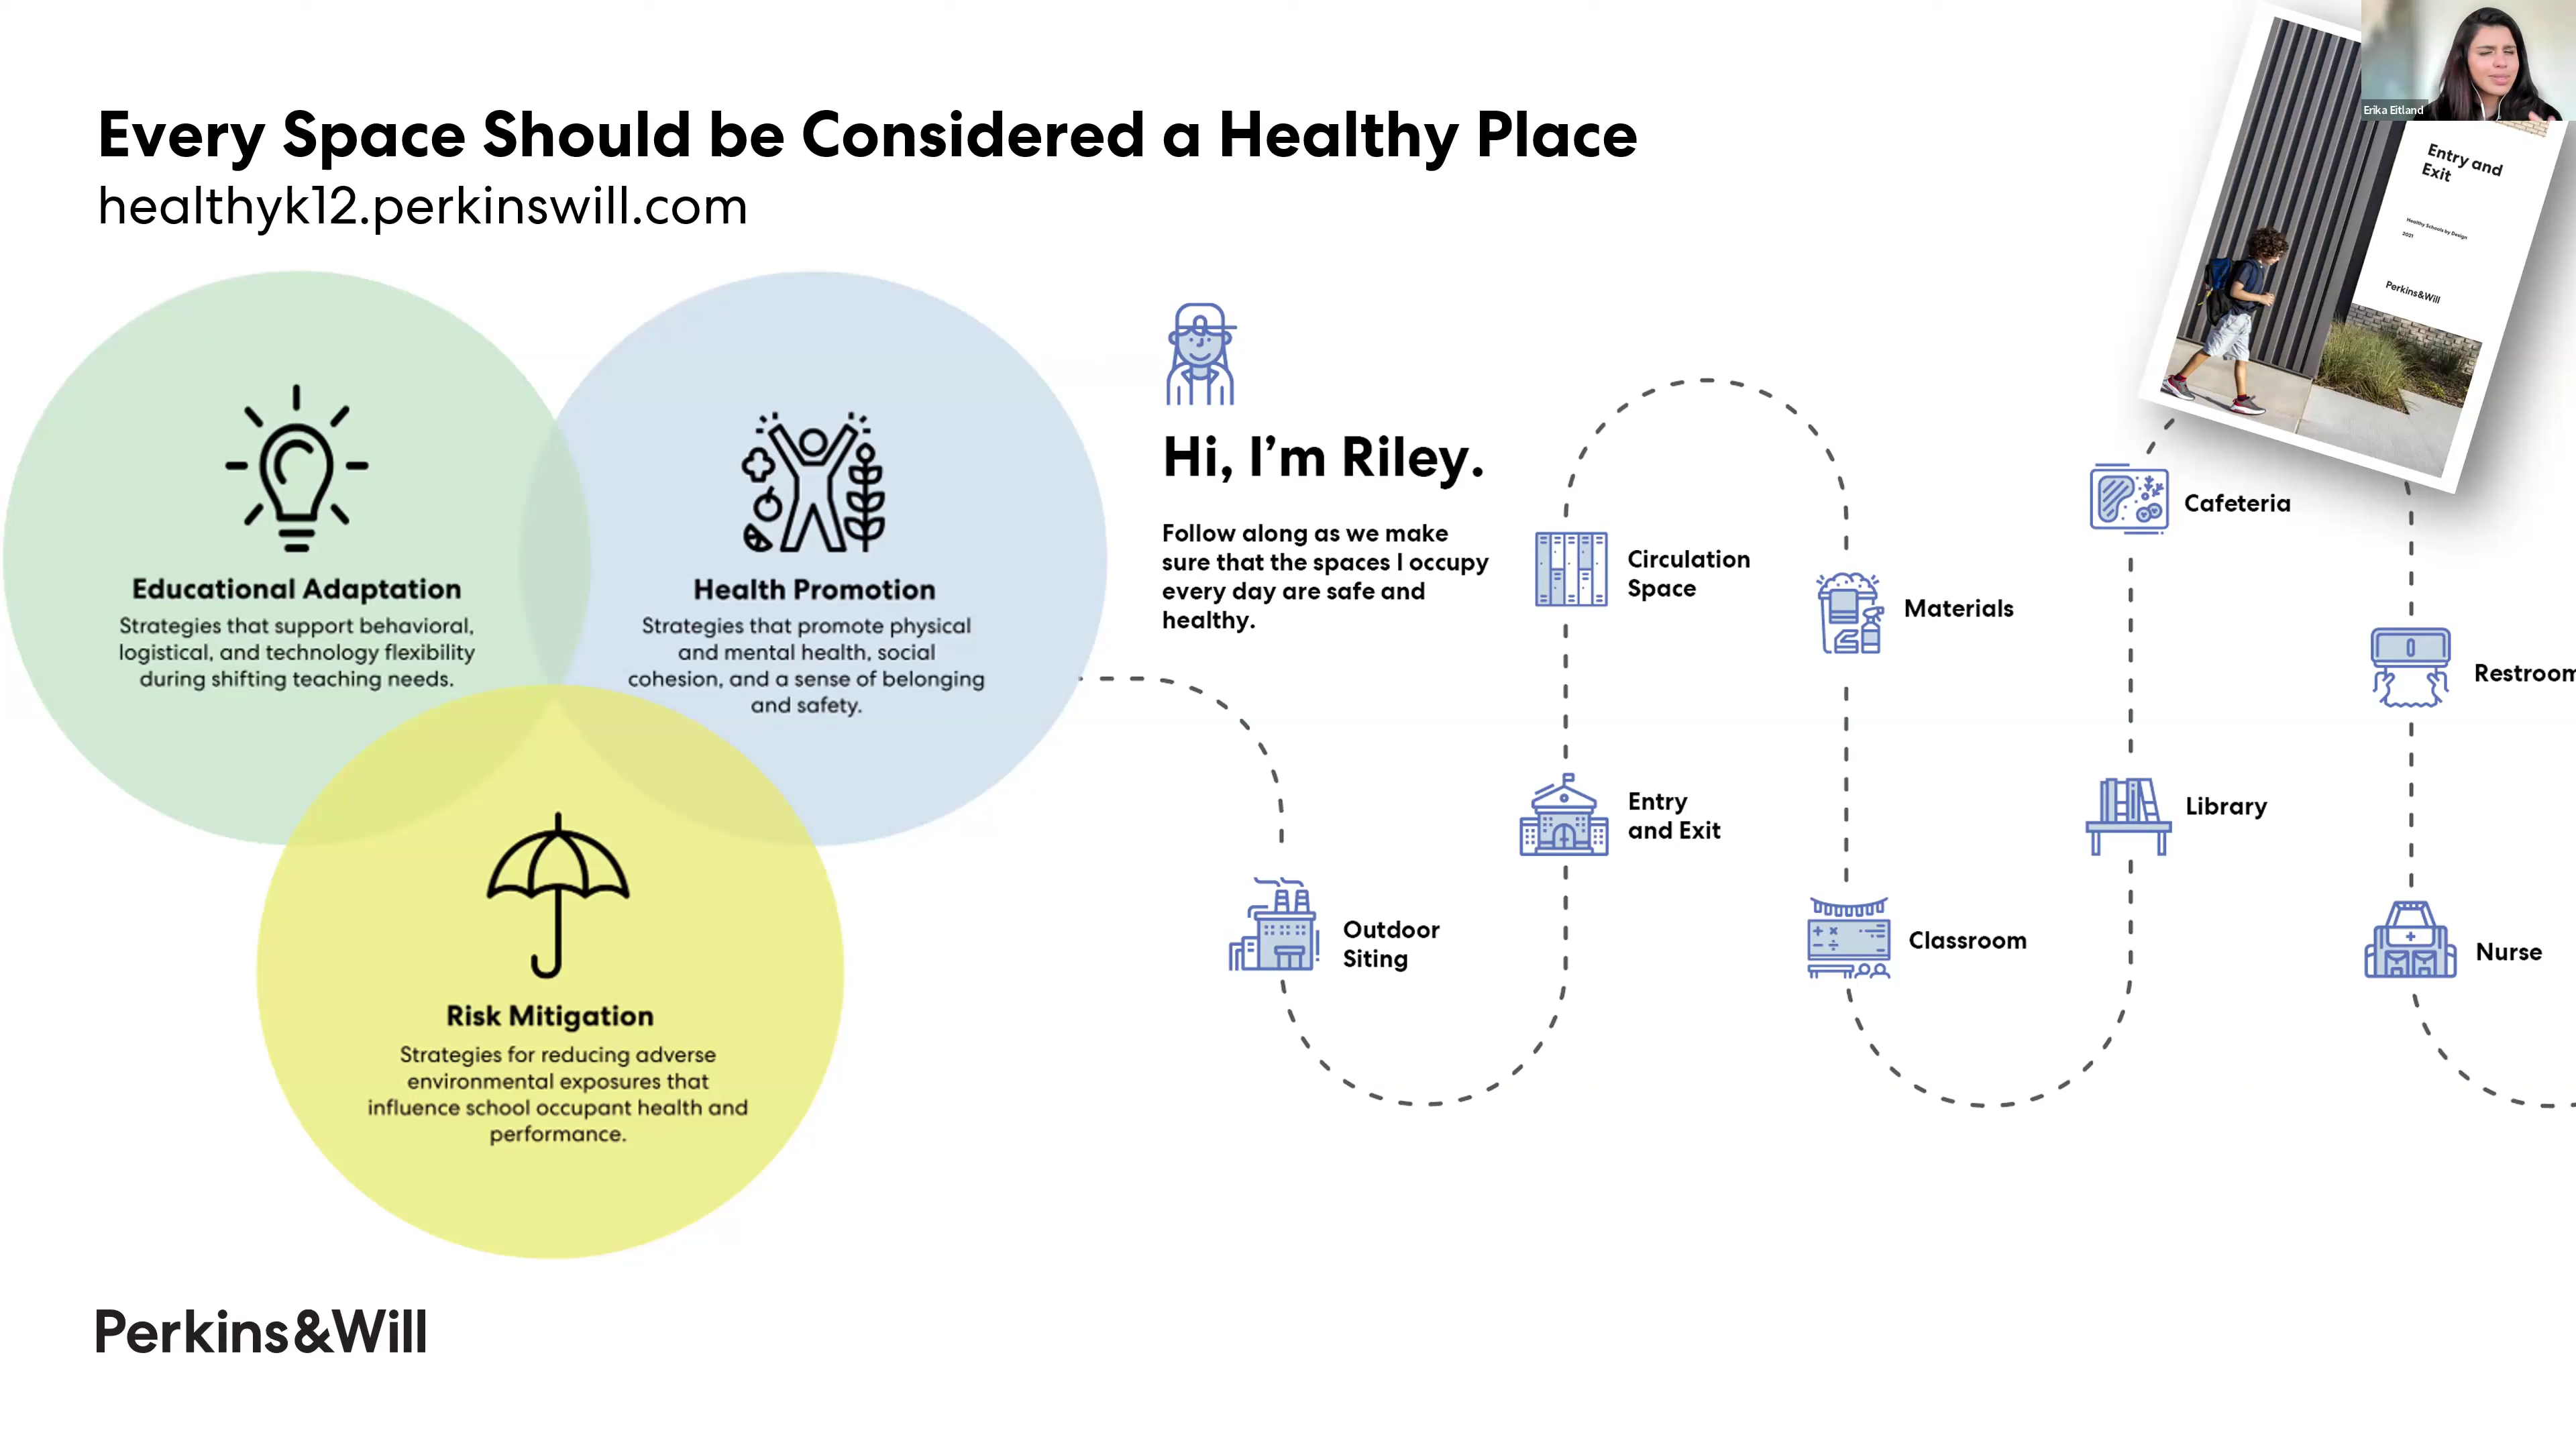 Every Space Should be Considered a Healthy Place
healthyk12.perkinswill.com
Erika Eitland
Entry and
Exit
Healthy Schools by Design
2021
Perkins&Will
Educational Adaptation
Strategies that support behavioral,
logistical, and technology flexibility
during shifting teaching needs.
Health Promotion
Strategies that promote physical
and mental health, social
cohesion, and a sense of belonging
and safety.
Risk Mitigation
Strategies for reducing adverse
environmental exposures that
influence school occupant health and
performance.
Hi, I’m Riley.
Follow along as we make
sure that the spaces I occupy
every day are safe and
healthy.
Outdoor
Siting
Circulation
Space
Entry
and Exit
Materials
Classroom
Cafeteria
Library
Restroom
Nurse
Perkins&Will